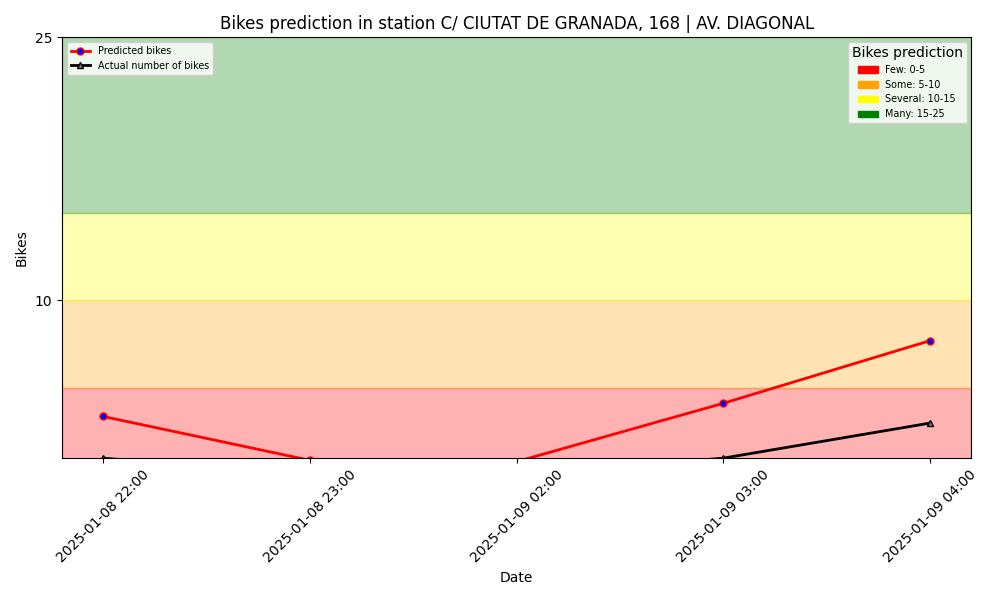 Bikes prediction in station C/ CIUTAT DE GRANADA, 168 | AV. DIAGONAL
25
10
Bikes
Predicted bikes
Actual number of bikes
Bikes prediction
Few: 0-5
Some: 5-10
Several: 10-15
Many: 15-25
2025-01-08 22:00
2025-01-08 23:00
2025-01-09 02:00
2025-01-09 03:00
2025-01-09 04:00
Date